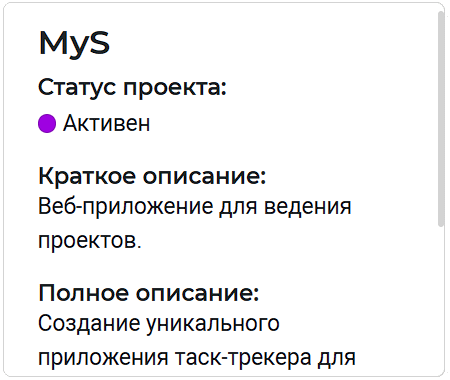 MyS
Статус проекта:
Активен
Краткое описание:
Веб-приложение для ведения
проектов.
Полное описание:
Создание уникального
приложения таск-трекера для